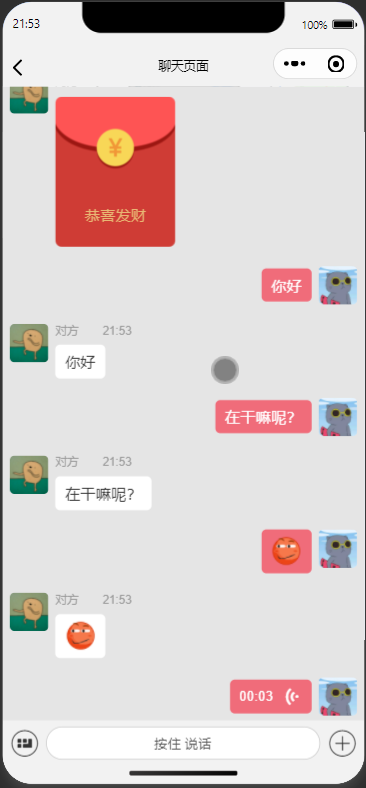 21:53
100%
聊天页面
¥
恭喜发财
你好
对方 21:53
你好
在干嘛呢？
对方 21:53
在干嘛呢？
对方 21:53
00:03
按住 说话